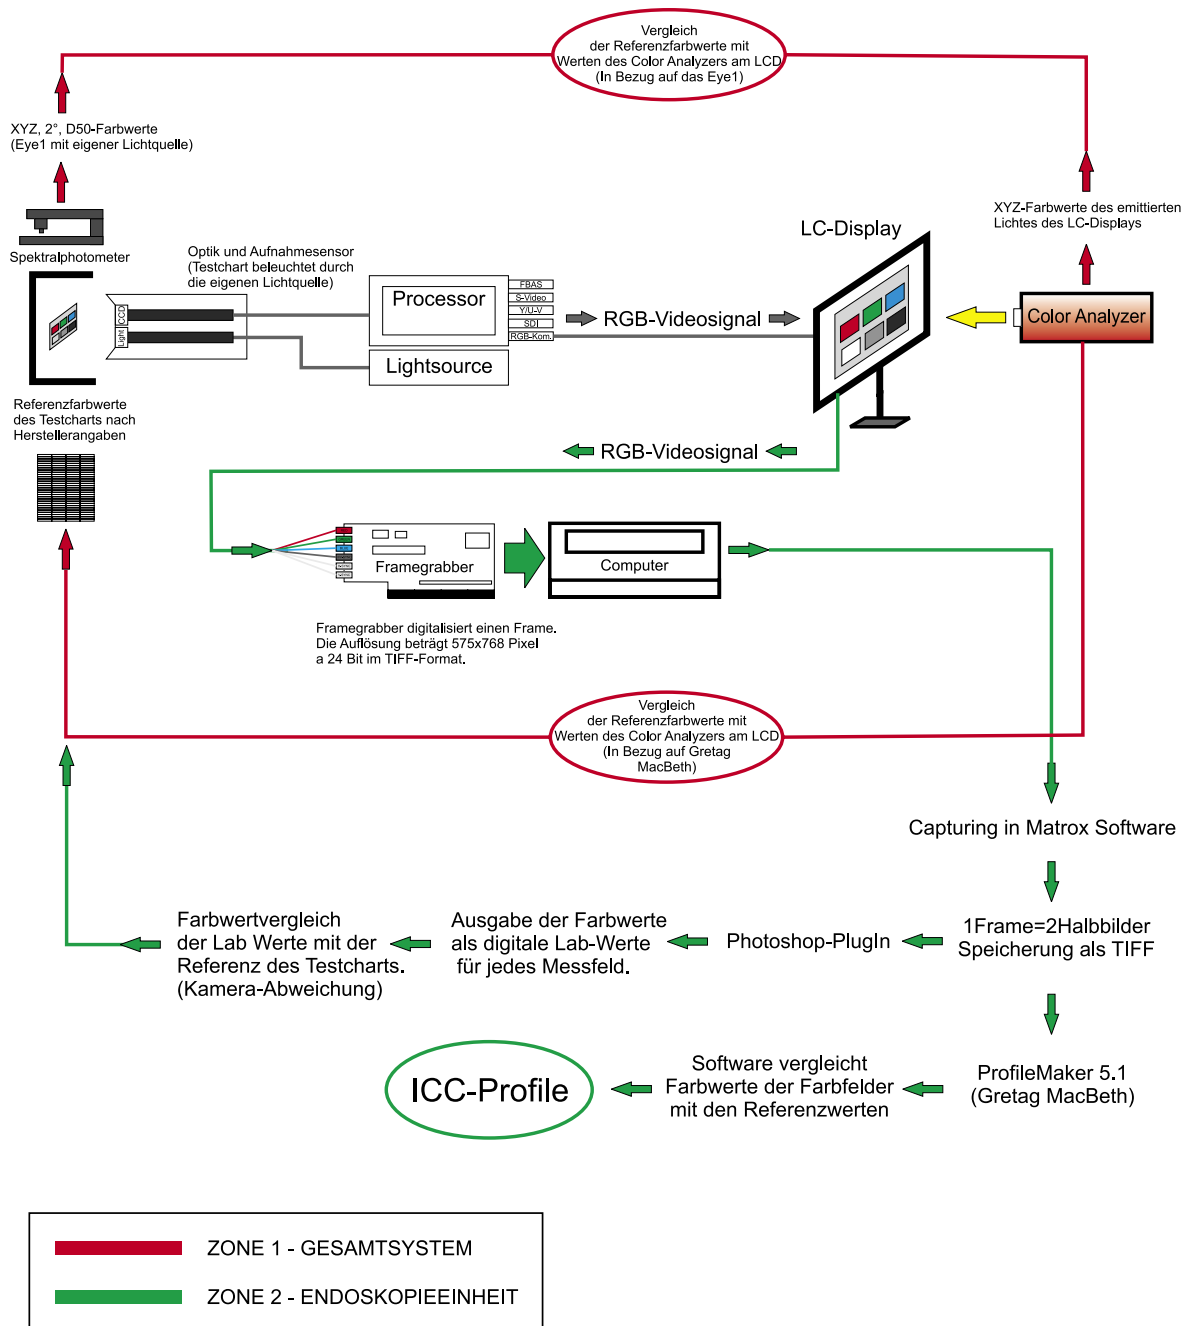 Vergleich
der Referenzfarbwerte mit
Werten des Color Analyzers am LCD
(In Bezug auf das Eye1)
XYZ, 2°, D50-Farbwerte
(Eye1 mit eigener Lichtquelle)
XYZ-Farbwerte des emittierten
Lichtes des LC-Displays
Spektralphotometer
Optik und Aufnahmesensor
(Testchart beleuchtet durch
die eigenen Lichtquelle)
LC-Display
CCD
Light
Processor
FBAS
S-Video
Y/U-V
SDI
RGB-Kom.
RGB-Videosignal
Color Analyzer
Lightsource
Referenzfarbwerte
des Testcharts nach
Herstellerangaben
RGB-Videosignal
Framegrabber
Computer
Framegrabber digitalisiert einen Frame.
Die Auflösung beträgt 575x768 Pixel
a 24 Bit im TIFF-Format.
Vergleich
der Referenzfarbwerte mit
Werten des Color Analyzers am LCD
(In Bezug auf Gretag
MacBeth)
Capturing in Matrox Software
1Frame=2Halbbilder
Speicherung als TIFF
Photoshop-PlugIn
Ausgabe der Farbwerte
als digitale Lab-Werte
für jedes Messfeld.
Farbwertvergleich
der Lab Werte mit der
Referenz des Testcharts.
(Kamera-Abweichung)
ProfileMaker 5.1
(Gretag MacBeth)
Software vergleicht
Farbwerte der Farbfelder
mit den Referenzwerten
ICC-Profile
ZONE 1 - GESAMTSYSTEM
ZONE 2 - ENDOSKOPIEEINHEIT